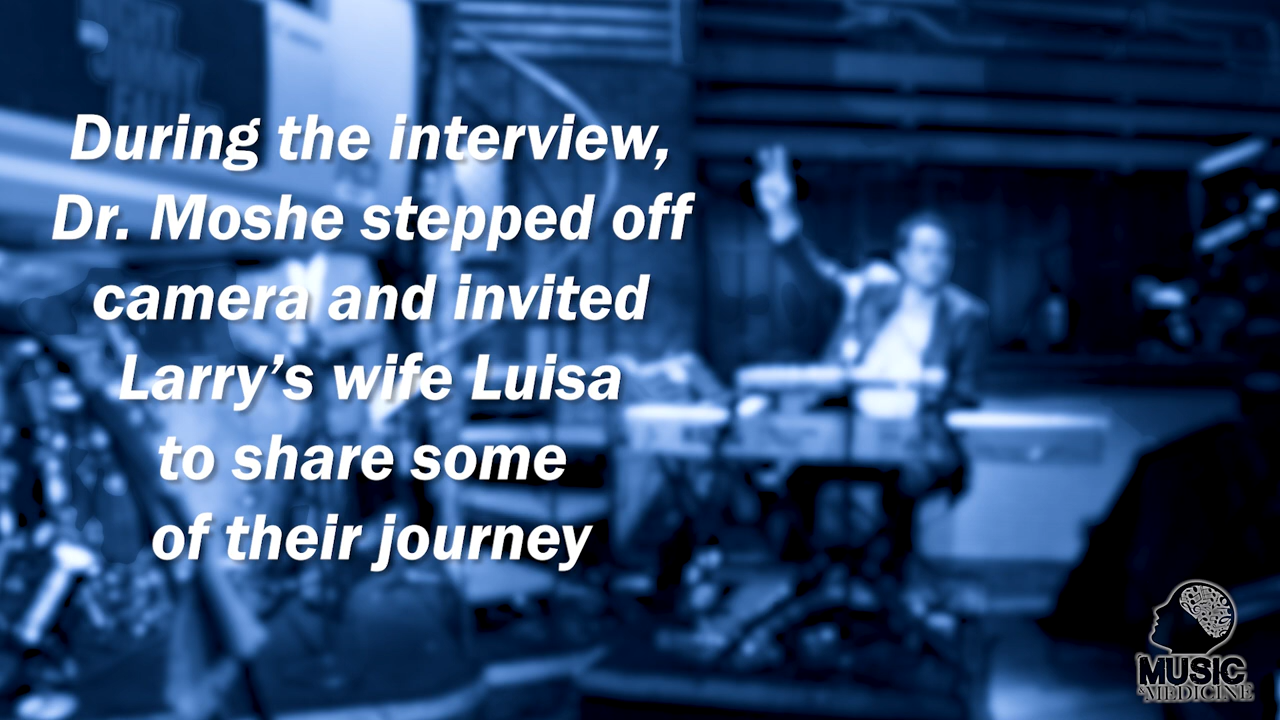 During the interview,
Dr. Moshe stepped off
camera and invited
Larry’s wife Luisa
to share some
of their journey
MUSIC
& MEDICINE